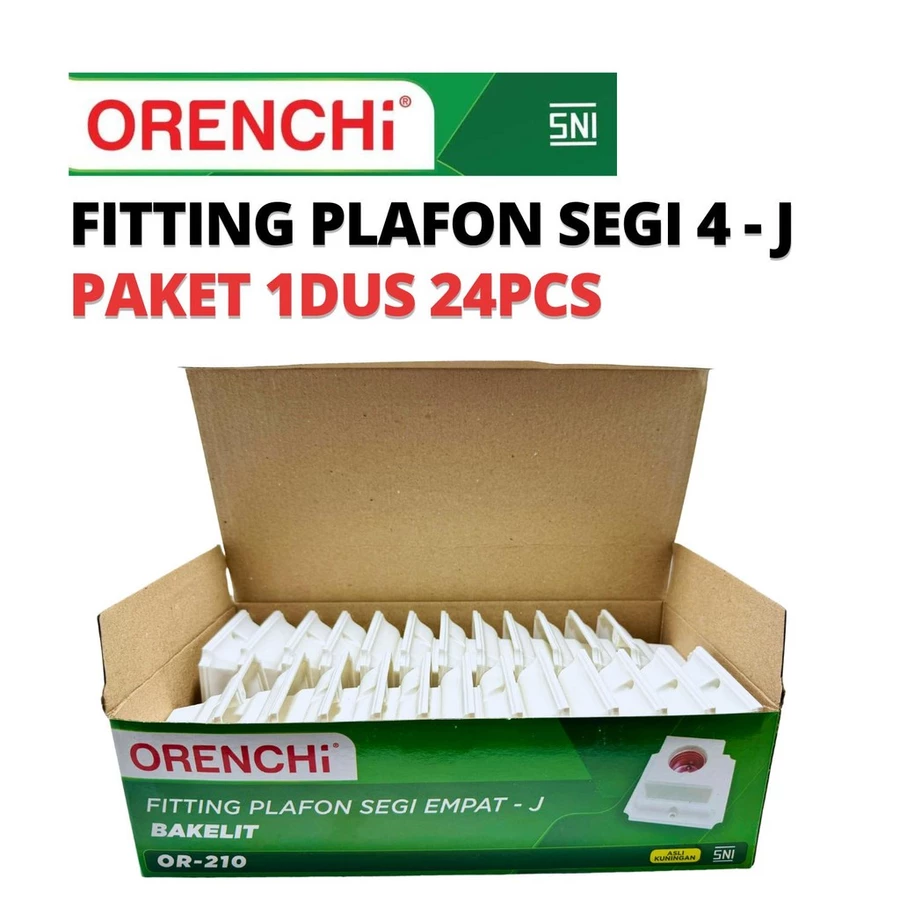 ORENCHi®
SNI
FITTING PLAFON SEGI 4 - J
PAKET 1DUS 24PCS
ORENCHi®
FITTING PLAFON SEGI EMPAT - J
BAKELIT
OR-210
ASLI
KUNINGAN
SNI